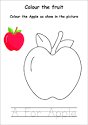 Colour the fruit
Colour the Apple as show in the picture
A For Apple